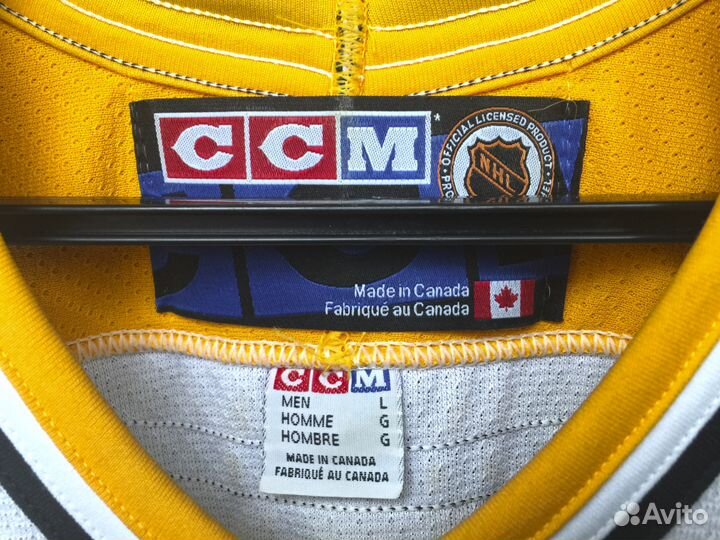 CCM
OFFICIAL LICENSED PRODUCT
NHL
Made in Canada
Fabriqué au Canada
CCM
MEN L
HOMME G
HOMBRE G
MADE IN CANADA
FABRIQUÉ AU CANADA
Avito